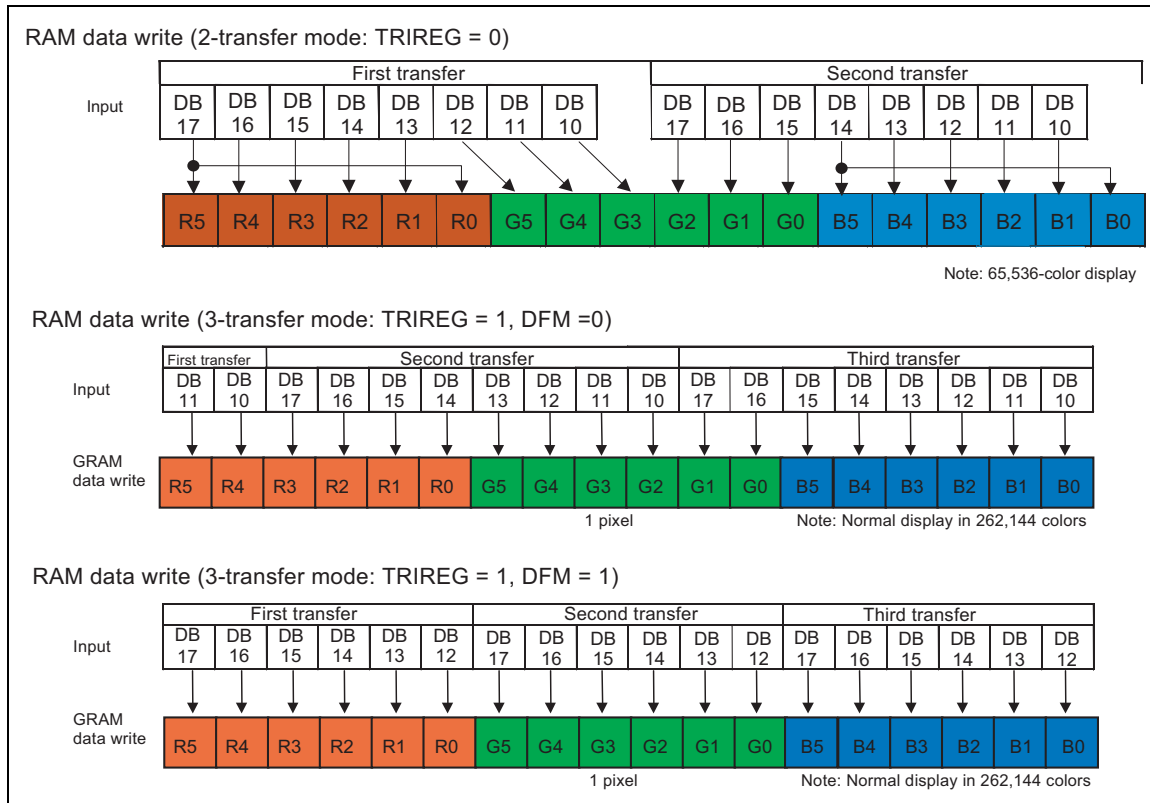 RAM data write (2-transfer mode: TRIREG = 0)
First transfer Second transfer
Input
DB DB DB DB DB DB DB DB DB DB DB DB DB DB DB DB
17 16 15 14 13 12 11 10 17 16 15 14 13 12 11 10
R5 R4 R3 R2 R1 R0 G5 G4 G3 G2 G1 G0 B5 B4 B3 B2 B1 B0
Note: 65,536-color display
RAM data write (3-transfer mode: TRIREG = 1, DFM =0)
First transfer Second transfer Third transfer
Input
DB DB DB DB DB DB DB DB DB DB DB DB DB DB DB DB DB DB
11 10 17 16 15 14 13 12 11 10 17 16 15 14 13 12 11 10
GRAM
data write
R5 R4 R3 R2 R1 R0 G5 G4 G3 G2 G1 G0 B5 B4 B3 B2 B1 B0
1 pixel Note: Normal display in 262,144 colors
RAM data write (3-transfer mode: TRIREG = 1, DFM = 1)
First transfer Second transfer Third transfer
Input
DB DB DB DB DB DB DB DB DB DB DB DB DB DB DB DB DB DB
17 16 15 14 13 12 17 16 15 14 13 12 17 16 15 14 13 12
GRAM
data write
R5 R4 R3 R2 R1 R0 G5 G4 G3 G2 G1 G0 B5 B4 B3 B2 B1 B0
1 pixel Note: Normal display in 262,144 colors